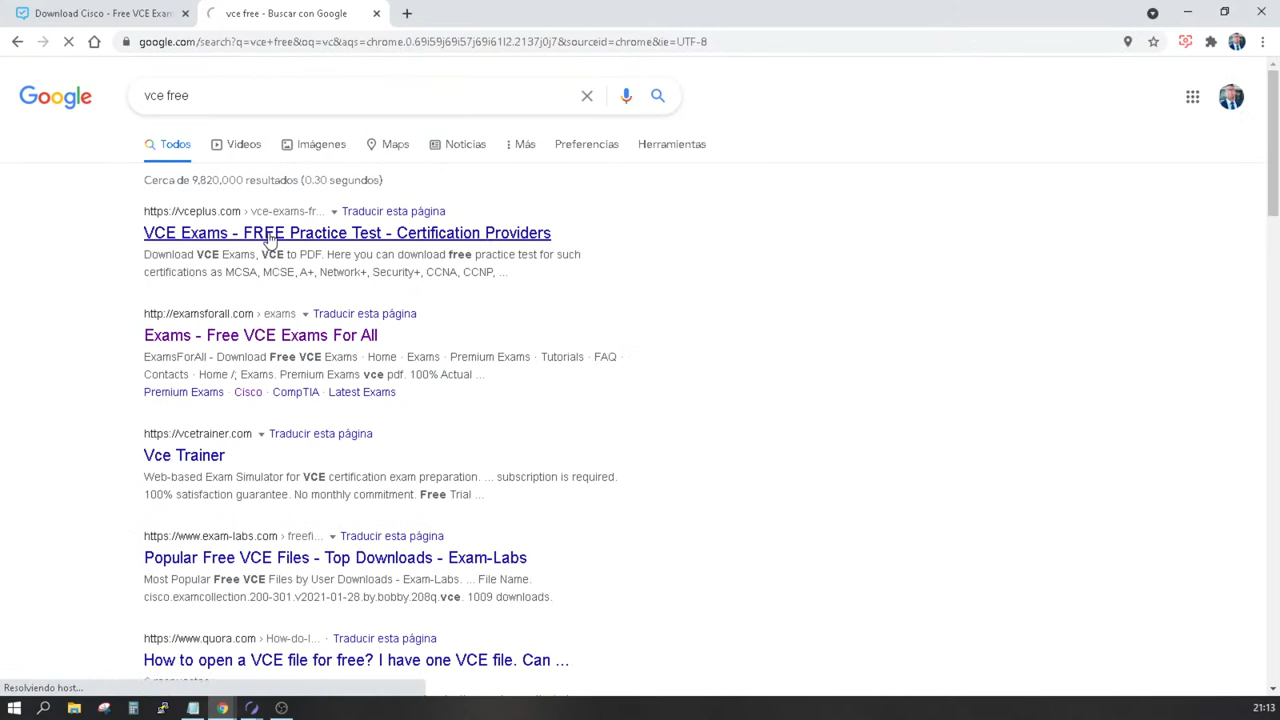 Download Cisco - Free VCE Exam
vce free - Buscar con Google
google.com/search?q=vce+free&oq=vc&aqs=chrome.0.69i59j69i57j69i61l2.2137j0j7&sourceid=chrome&ie=UTF-8
Google
vce free
Todos
Videos
Imágenes
Maps
Noticias
Más
Preferencias
Herramientas
Cerca de 9,820,000 resultados (0.30 segundos)
https://vceplus.com › vce-exams-fr... Traducir esta página
VCE Exams - FREE Practice Test - Certification Providers
Download VCE Exams, VCE to PDF. Here you can download free practice test for such
certifications as MCSA, MCSE, A+, Network+, Security+, CCNA, CCNP, ...
http://examsforall.com › exams Traducir esta página
Exams - Free VCE Exams For All
ExamsForAll - Download Free VCE Exams · Home · Exams · Premium Exams · Tutorials · FAQ ·
Contacts · Home /; Exams. Premium Exams vce pdf. 100% Actual ...
Premium Exams · Cisco · CompTIA · Latest Exams
https://vcetrainer.com Traducir esta página
Vce Trainer
Web-based Exam Simulator for VCE certification exam preparation. ... subscription is required.
100% satisfaction guarantee. No monthly commitment. Free Trial ...
https://www.exam-labs.com › freefi... Traducir esta página
Popular Free VCE Files - Top Downloads - Exam-Labs
Most Popular Free VCE Files by User Downloads - Exam-Labs. ... File Name.
cisco.examcollection.200-301.v2021-01-28.by.bobby.208q.vce. 1009 downloads.
https://www.quora.com › How-do-I... · Traducir esta página
How to open a VCE file for free? I have one VCE file. Can ...
Resolviendo host...
21:13